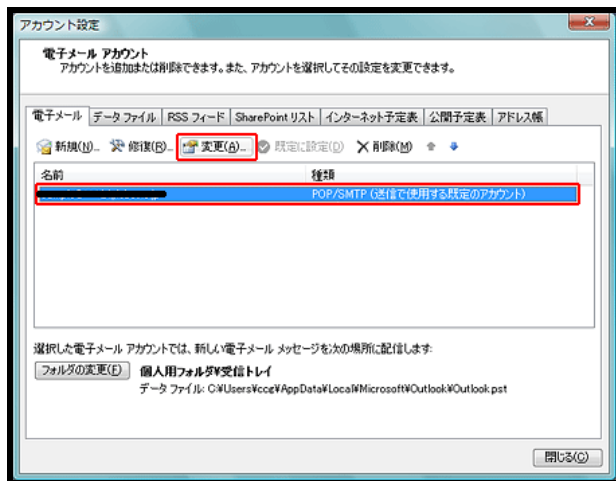 アカウント設定
電子メール アカウント
アカウントを追加または削除できます。また、アカウントを選択してその設定を変更できます。
電子メール データ ファイル RSS フィード SharePoint リスト インターネット予定表 公開予定表 アドレス帳
新規(N)... 修復(R)... 変更(A)... 既定に設定(D) 削除(M)
名前 種類
POP/SMTP (送信で使用する既定のアカウント)
選択した電子メール アカウントでは、新しい電子メール メッセージを次の場所に配信します:
フォルダの変更(F) 個人用フォルダ¥受信トレイ
データ ファイル: C:¥Users¥ccg¥AppData¥Local¥Microsoft¥Outlook¥Outlook.pst
閉じる(C)